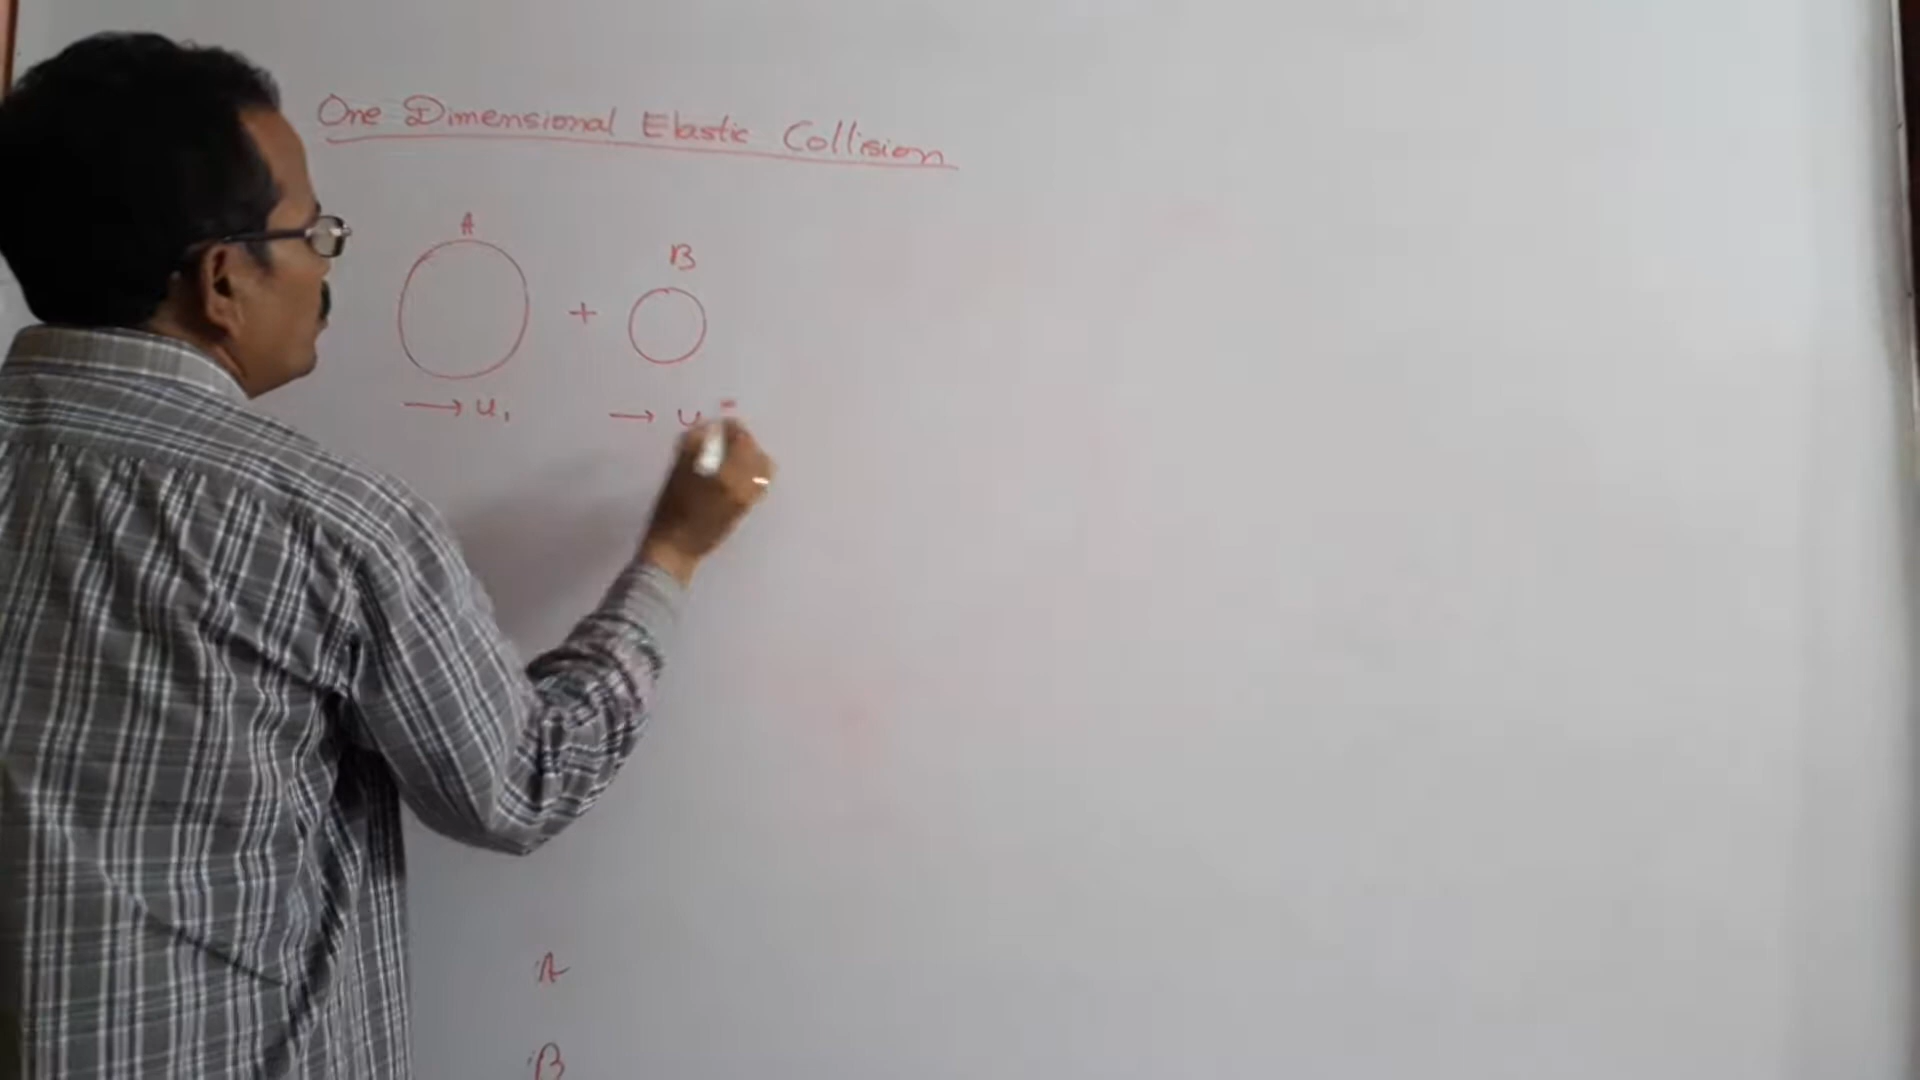 One Dimensional Elastic Collision
A
B
+
→ u₁
→ u
A
B